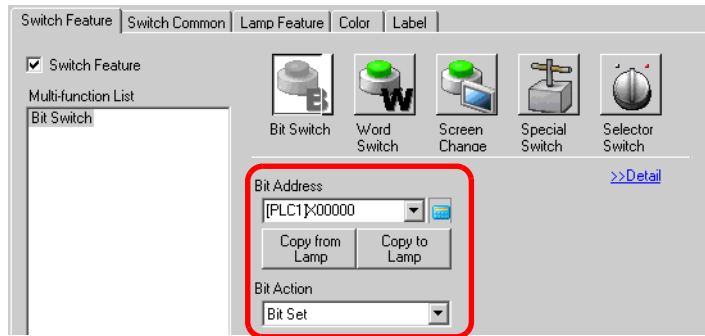 Switch Feature Switch Common Lamp Feature Color Label
Switch Feature
Multi-function List
Bit Switch
B
W
Bit Switch
Word Switch
Screen Change
Special Switch
Selector Switch
>>Detail
Bit Address
[PLC1]X00000
Copy from Lamp
Copy to Lamp
Bit Action
Bit Set